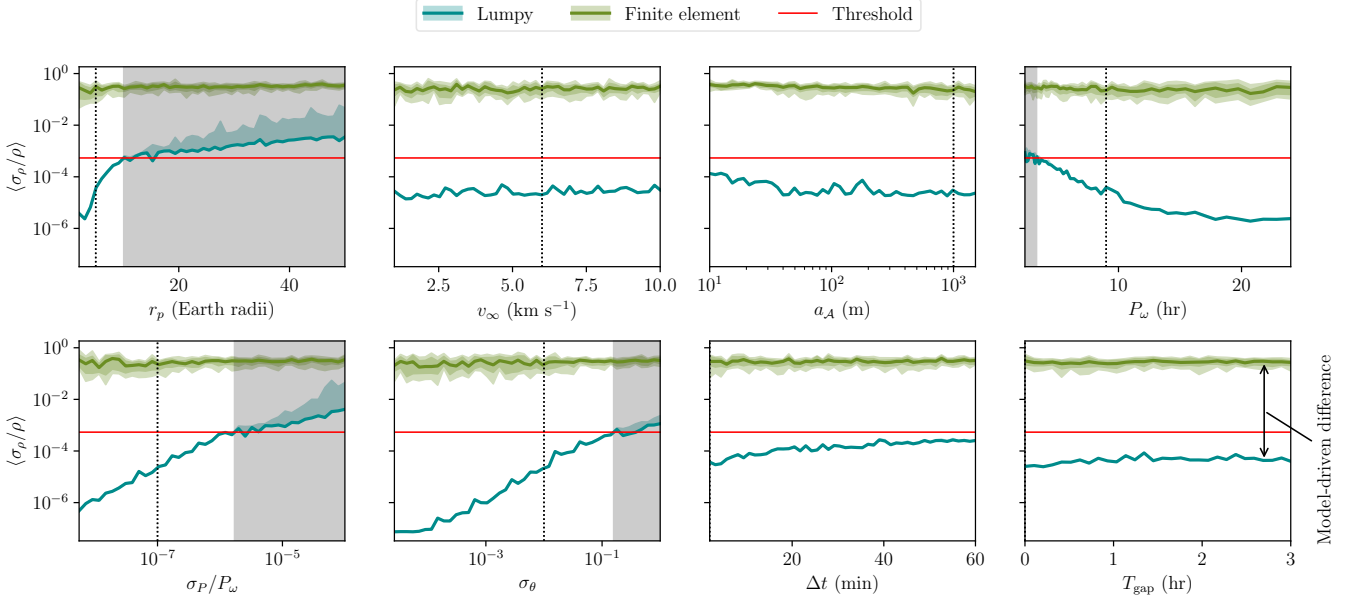 Lumpy Finite element Threshold
10⁰
10⁻²
10⁻⁴
10⁻⁶
⟨σ_ρ/ρ⟩
20 40
r_p (Earth radii)
2.5 5.0 7.5 10.0
v_∞ (km s⁻¹)
10¹ 10² 10³
a_𝒜 (m)
10 20
P_ω (hr)
10⁰
10⁻²
10⁻⁴
10⁻⁶
⟨σ_ρ/ρ⟩
10⁻⁷ 10⁻⁵
σ_P/P_ω
10⁻³ 10⁻¹
σ_θ
20 40 60
Δt (min)
0 1 2 3
T_gap (hr)
Model-driven difference